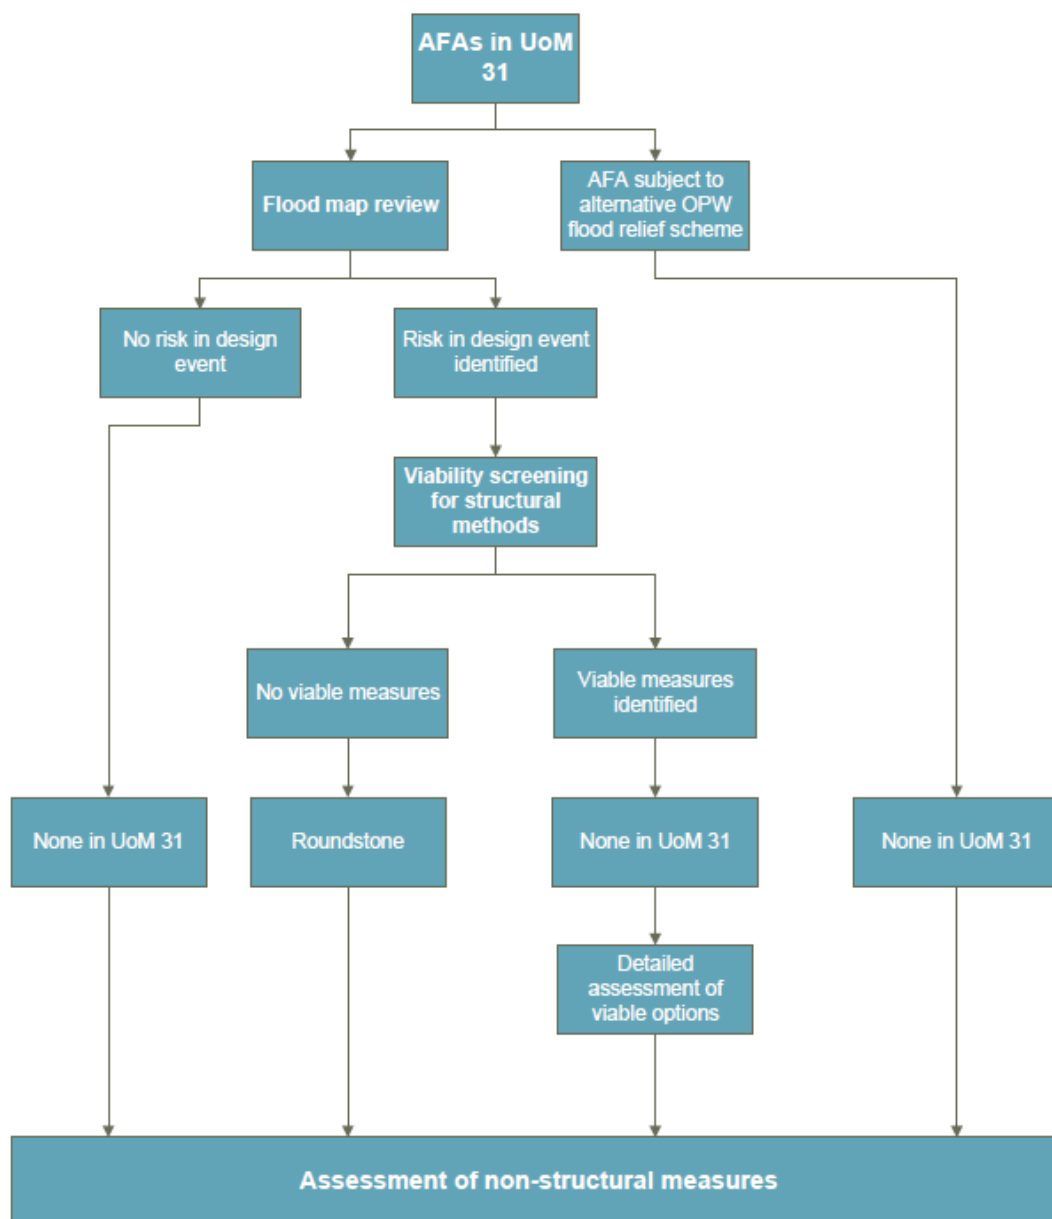 AFAs in UoM
31
Flood map review
AFA subject to
alternative OPW
flood relief scheme
No risk in design
event
Risk in design event
identified
Viability screening
for structural
methods
No viable measures
Viable measures
identified
None in UoM 31
Roundstone
None in UoM 31
None in UoM 31
Detailed
assessment of
viable options
Assessment of non-structural measures